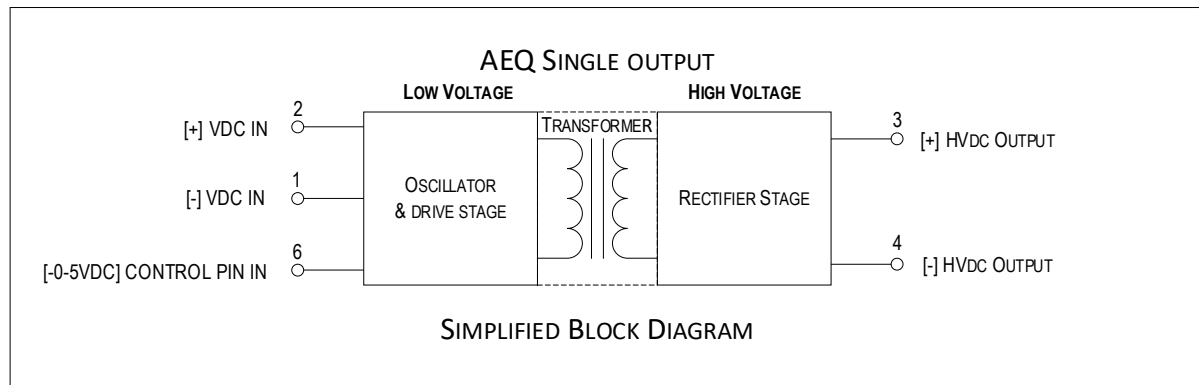 AEQ SINGLE OUTPUT
LOW VOLTAGE
HIGH VOLTAGE
2
[+] VDC IN
TRANSFORMER
3
[+] HVDC OUTPUT
1
[-] VDC IN
OSCILLATOR
& DRIVE STAGE
RECTIFIER STAGE
6
[-0-5VDC] CONTROL PIN IN
4
[-] HVDC OUTPUT
SIMPLIFIED BLOCK DIAGRAM